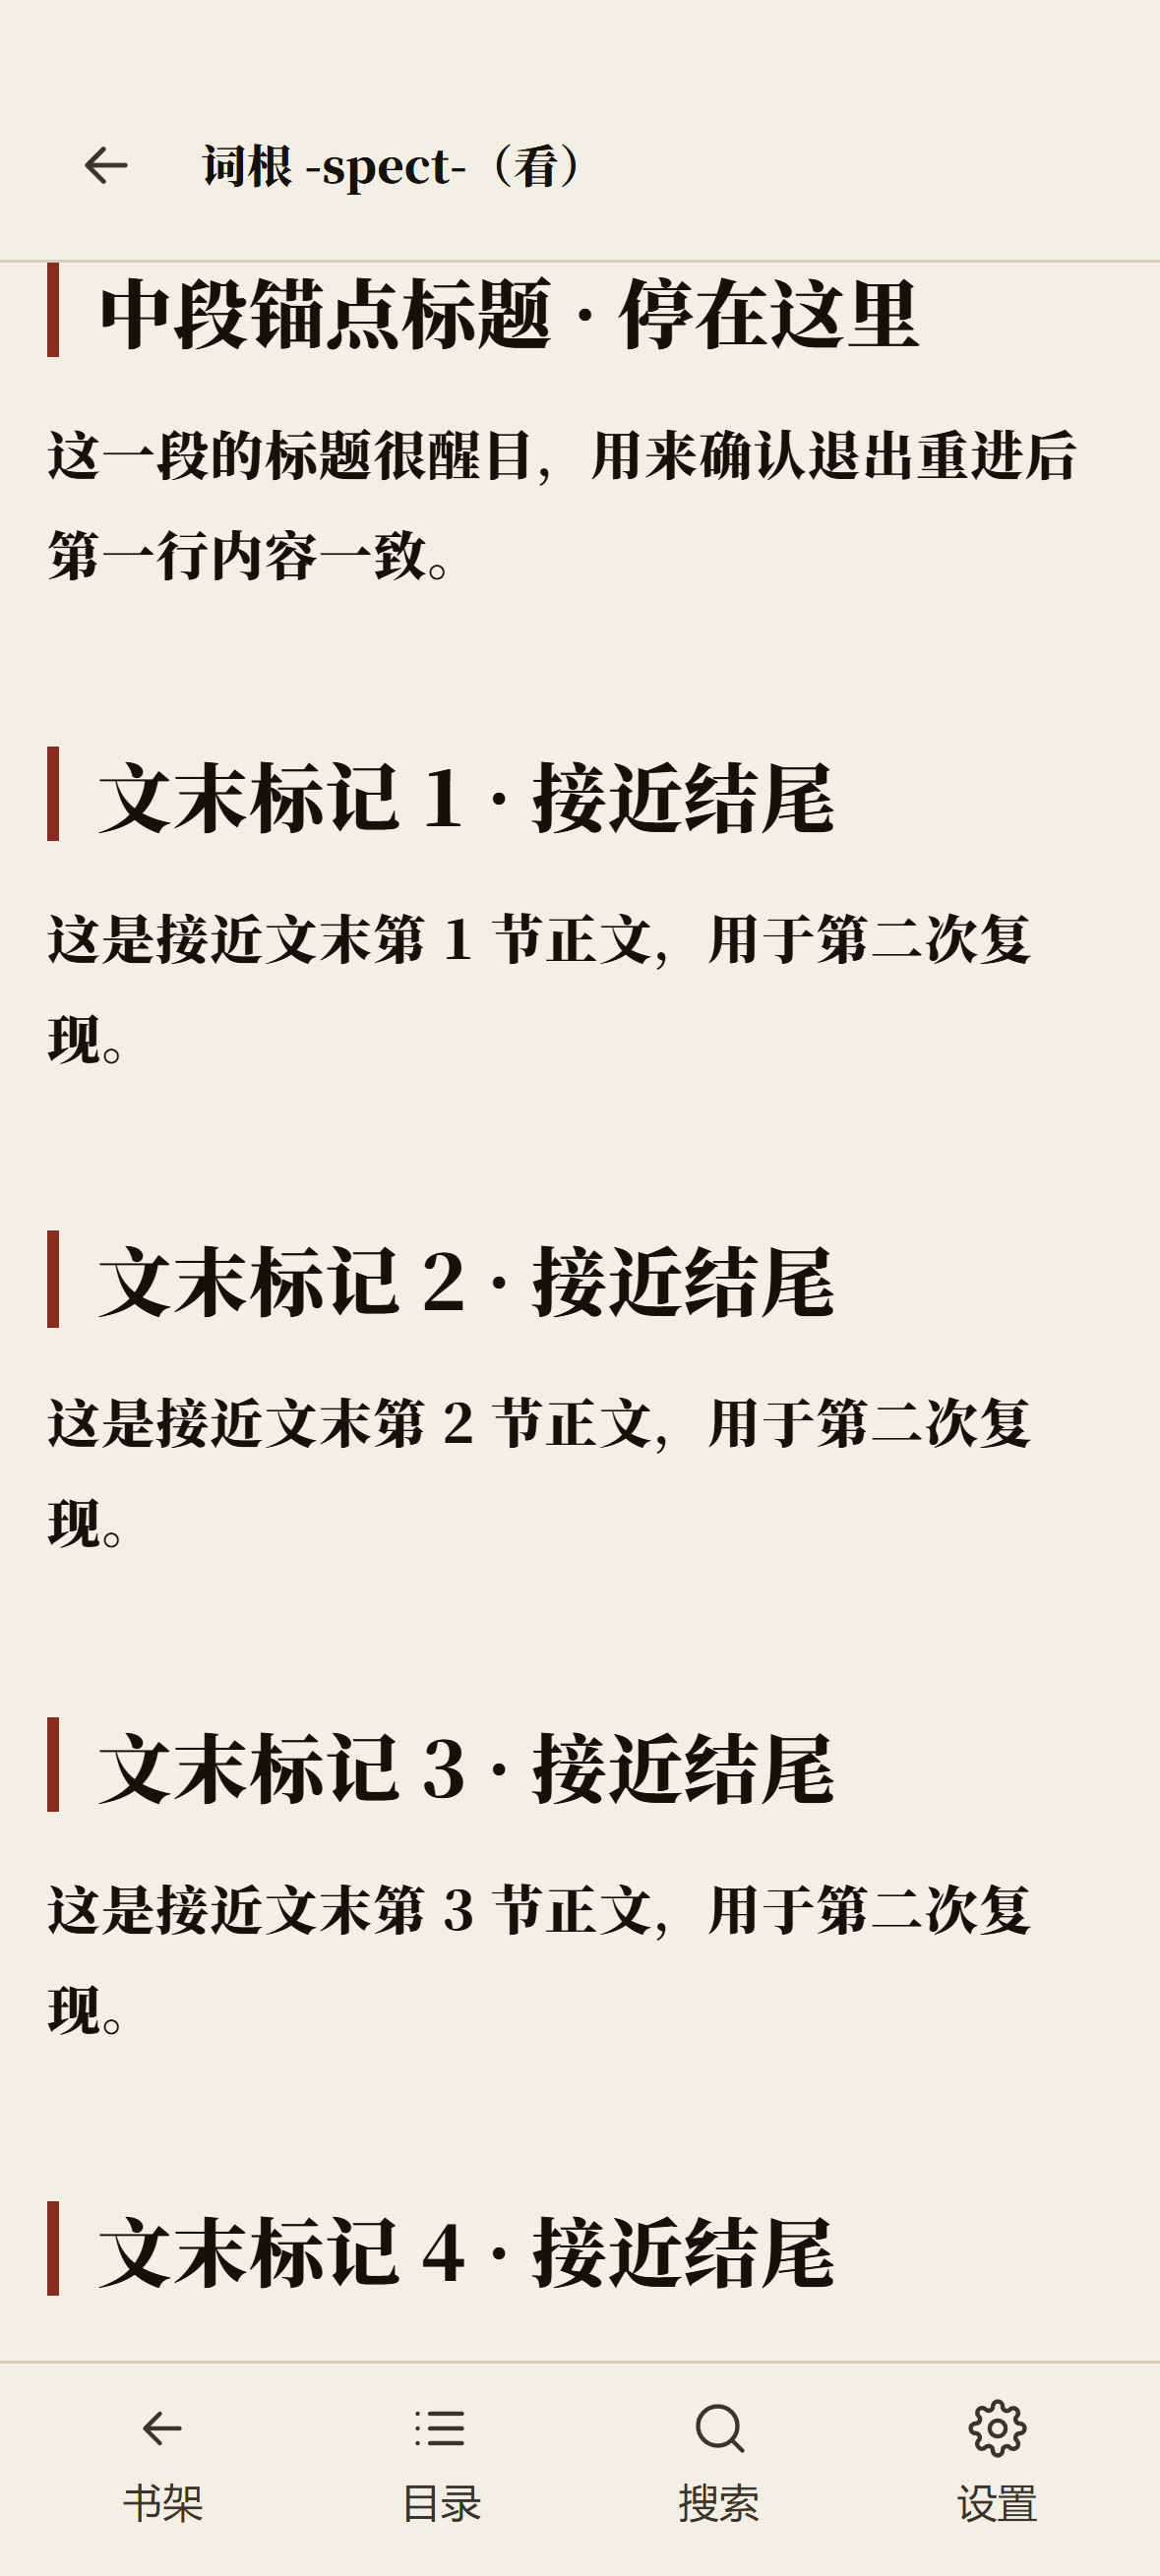 词根 -spect-（看）
中段锚点标题 · 停在这里
这一段的标题很醒目，用来确认退出重进后
第一行内容一致。
文末标记 1 · 接近结尾
这是接近文末第 1 节正文，用于第二次复
现。
文末标记 2 · 接近结尾
这是接近文末第 2 节正文，用于第二次复
现。
文末标记 3 · 接近结尾
这是接近文末第 3 节正文，用于第二次复
现。
文末标记 4 · 接近结尾
书架 目录 搜索 设置